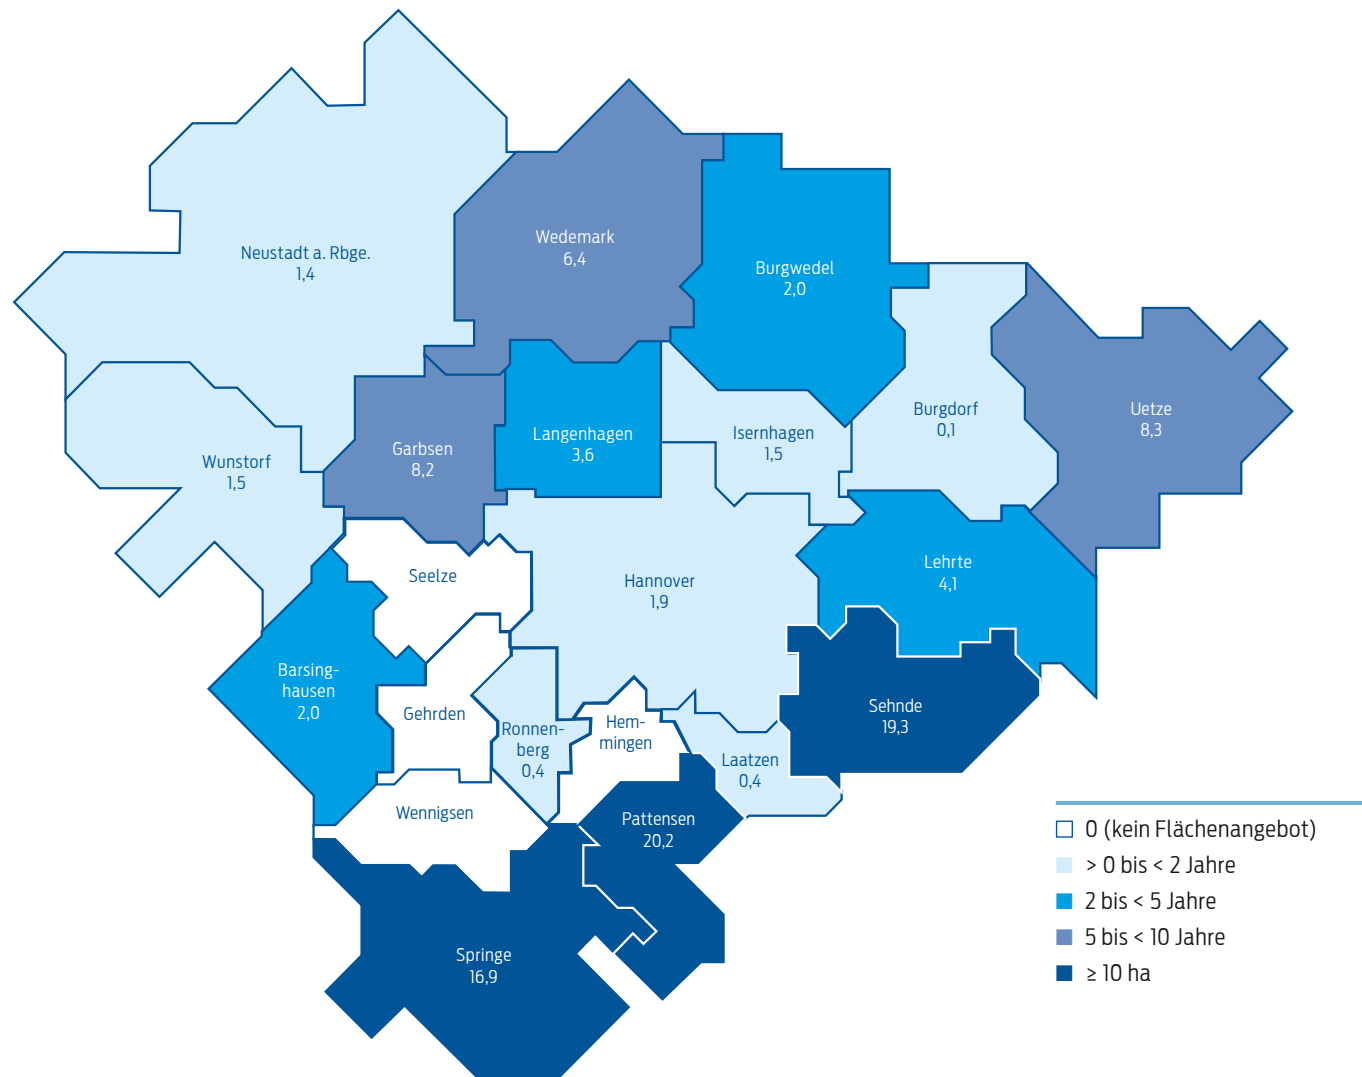 Neustadt a. Rbge.
1,4
Wedemark
6,4
Burgwedel
2,0
Burgdorf
0,1
Uetze
8,3
Wunstorf
1,5
Garbsen
8,2
Langenhagen
3,6
Isernhagen
1,5
Seelze
Hannover
1,9
Lehrte
4,1
Barsing-
hausen
2,0
Gehrden
Ronnen-
berg
0,4
Hem-
mingen
Laatzen
0,4
Sehnde
19,3
Wennigsen
Pattensen
20,2
Springe
16,9
0 (kein Flächenangebot)
> 0 bis < 2 Jahre
2 bis < 5 Jahre
5 bis < 10 Jahre
≥ 10 ha